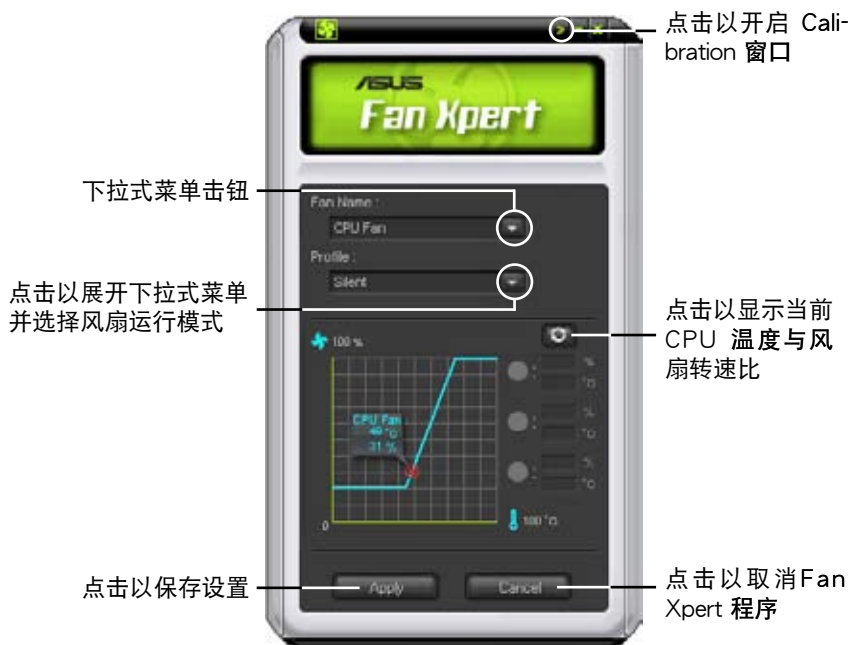 点击以开启 Cali-
bration 窗口
ASUS
Fan Xpert
下拉式菜单击钮
Fan Name :
CPU Fan
Profile :
Silent
点击以展开下拉式菜单
并选择风扇运行模式
点击以显示当前
CPU 温度与风
扇转速比
100 %
%
°C
CPU Fan
49 °C
31 %
%
°C
%
°C
0
100 °C
点击以保存设置
Apply
Cancel
点击以取消Fan
Xpert 程序